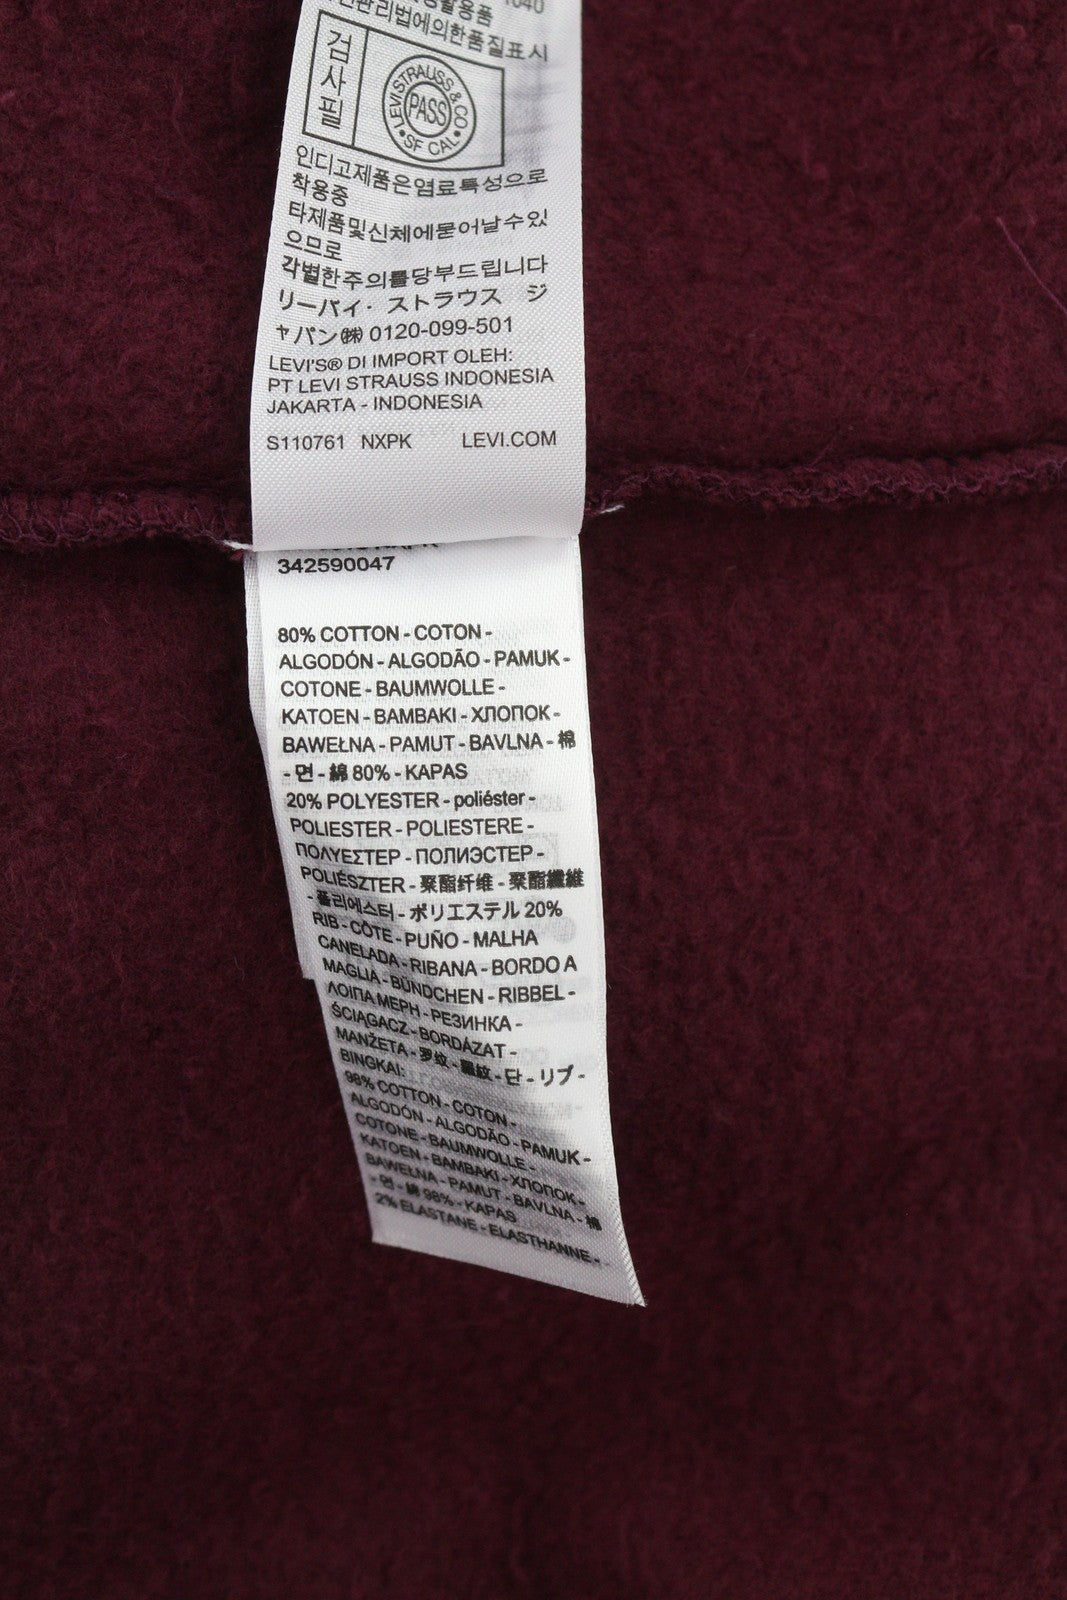 1040
생활용품
관리법에의한품질표시
검사필
LEVI STRAUSS & CO
PASS
SF CAL
인디고제품은염료특성으로
착용중
타제품및신체에묻어날수있
으므로
각별한주의를당부드립니다
リーバイ・ストラウス ジ
ャパン㈱ 0120-099-501
LEVI'S® DI IMPORT OLEH:
PT LEVI STRAUSS INDONESIA
JAKARTA - INDONESIA
S110761 NXPK LEVI.COM
342590047
80% COTTON - COTON -
ALGODÓN - ALGODÃO - PAMUK -
COTONE - BAUMWOLLE -
KATOEN - BAMBAKI - ХЛОПОК -
BAWEŁNA - PAMUT - BAVLNA - 棉
- 면 - 綿 80% - KAPAS
20% POLYESTER - poliéster -
POLIESTER - POLIESTERE -
ΠΟΛΥΕΣΤΕΡ - ПОЛИЭСТЕР -
POLIÉSZTER - 聚酯纤维 - 聚酯纖維
- 폴리에스터 - ポリエステル 20%
RIB - CÔTE - PUÑO - MALHA
CANELADA - RIBANA - BORDO A
MAGLIA - BÜNDCHEN - RIBBEL -
ΛΟΙΠΑ ΜΕΡΗ - РЕЗИНКА -
ŚCIĄGACZ - BORDÁZAT -
MANŽETA - 罗纹 - 羅紋 - 단 - リブ -
BINGKAI:
98% COTTON - COTON -
ALGODÓN - ALGODÃO - PAMUK -
COTONE - BAUMWOLLE -
KATOEN - BAMBAKI - ХЛОПОК -
BAWEŁNA - PAMUT - BAVLNA - 棉
- 면 - 綿 98% - KAPAS
2% ELASTANE - ELASTHANNE -